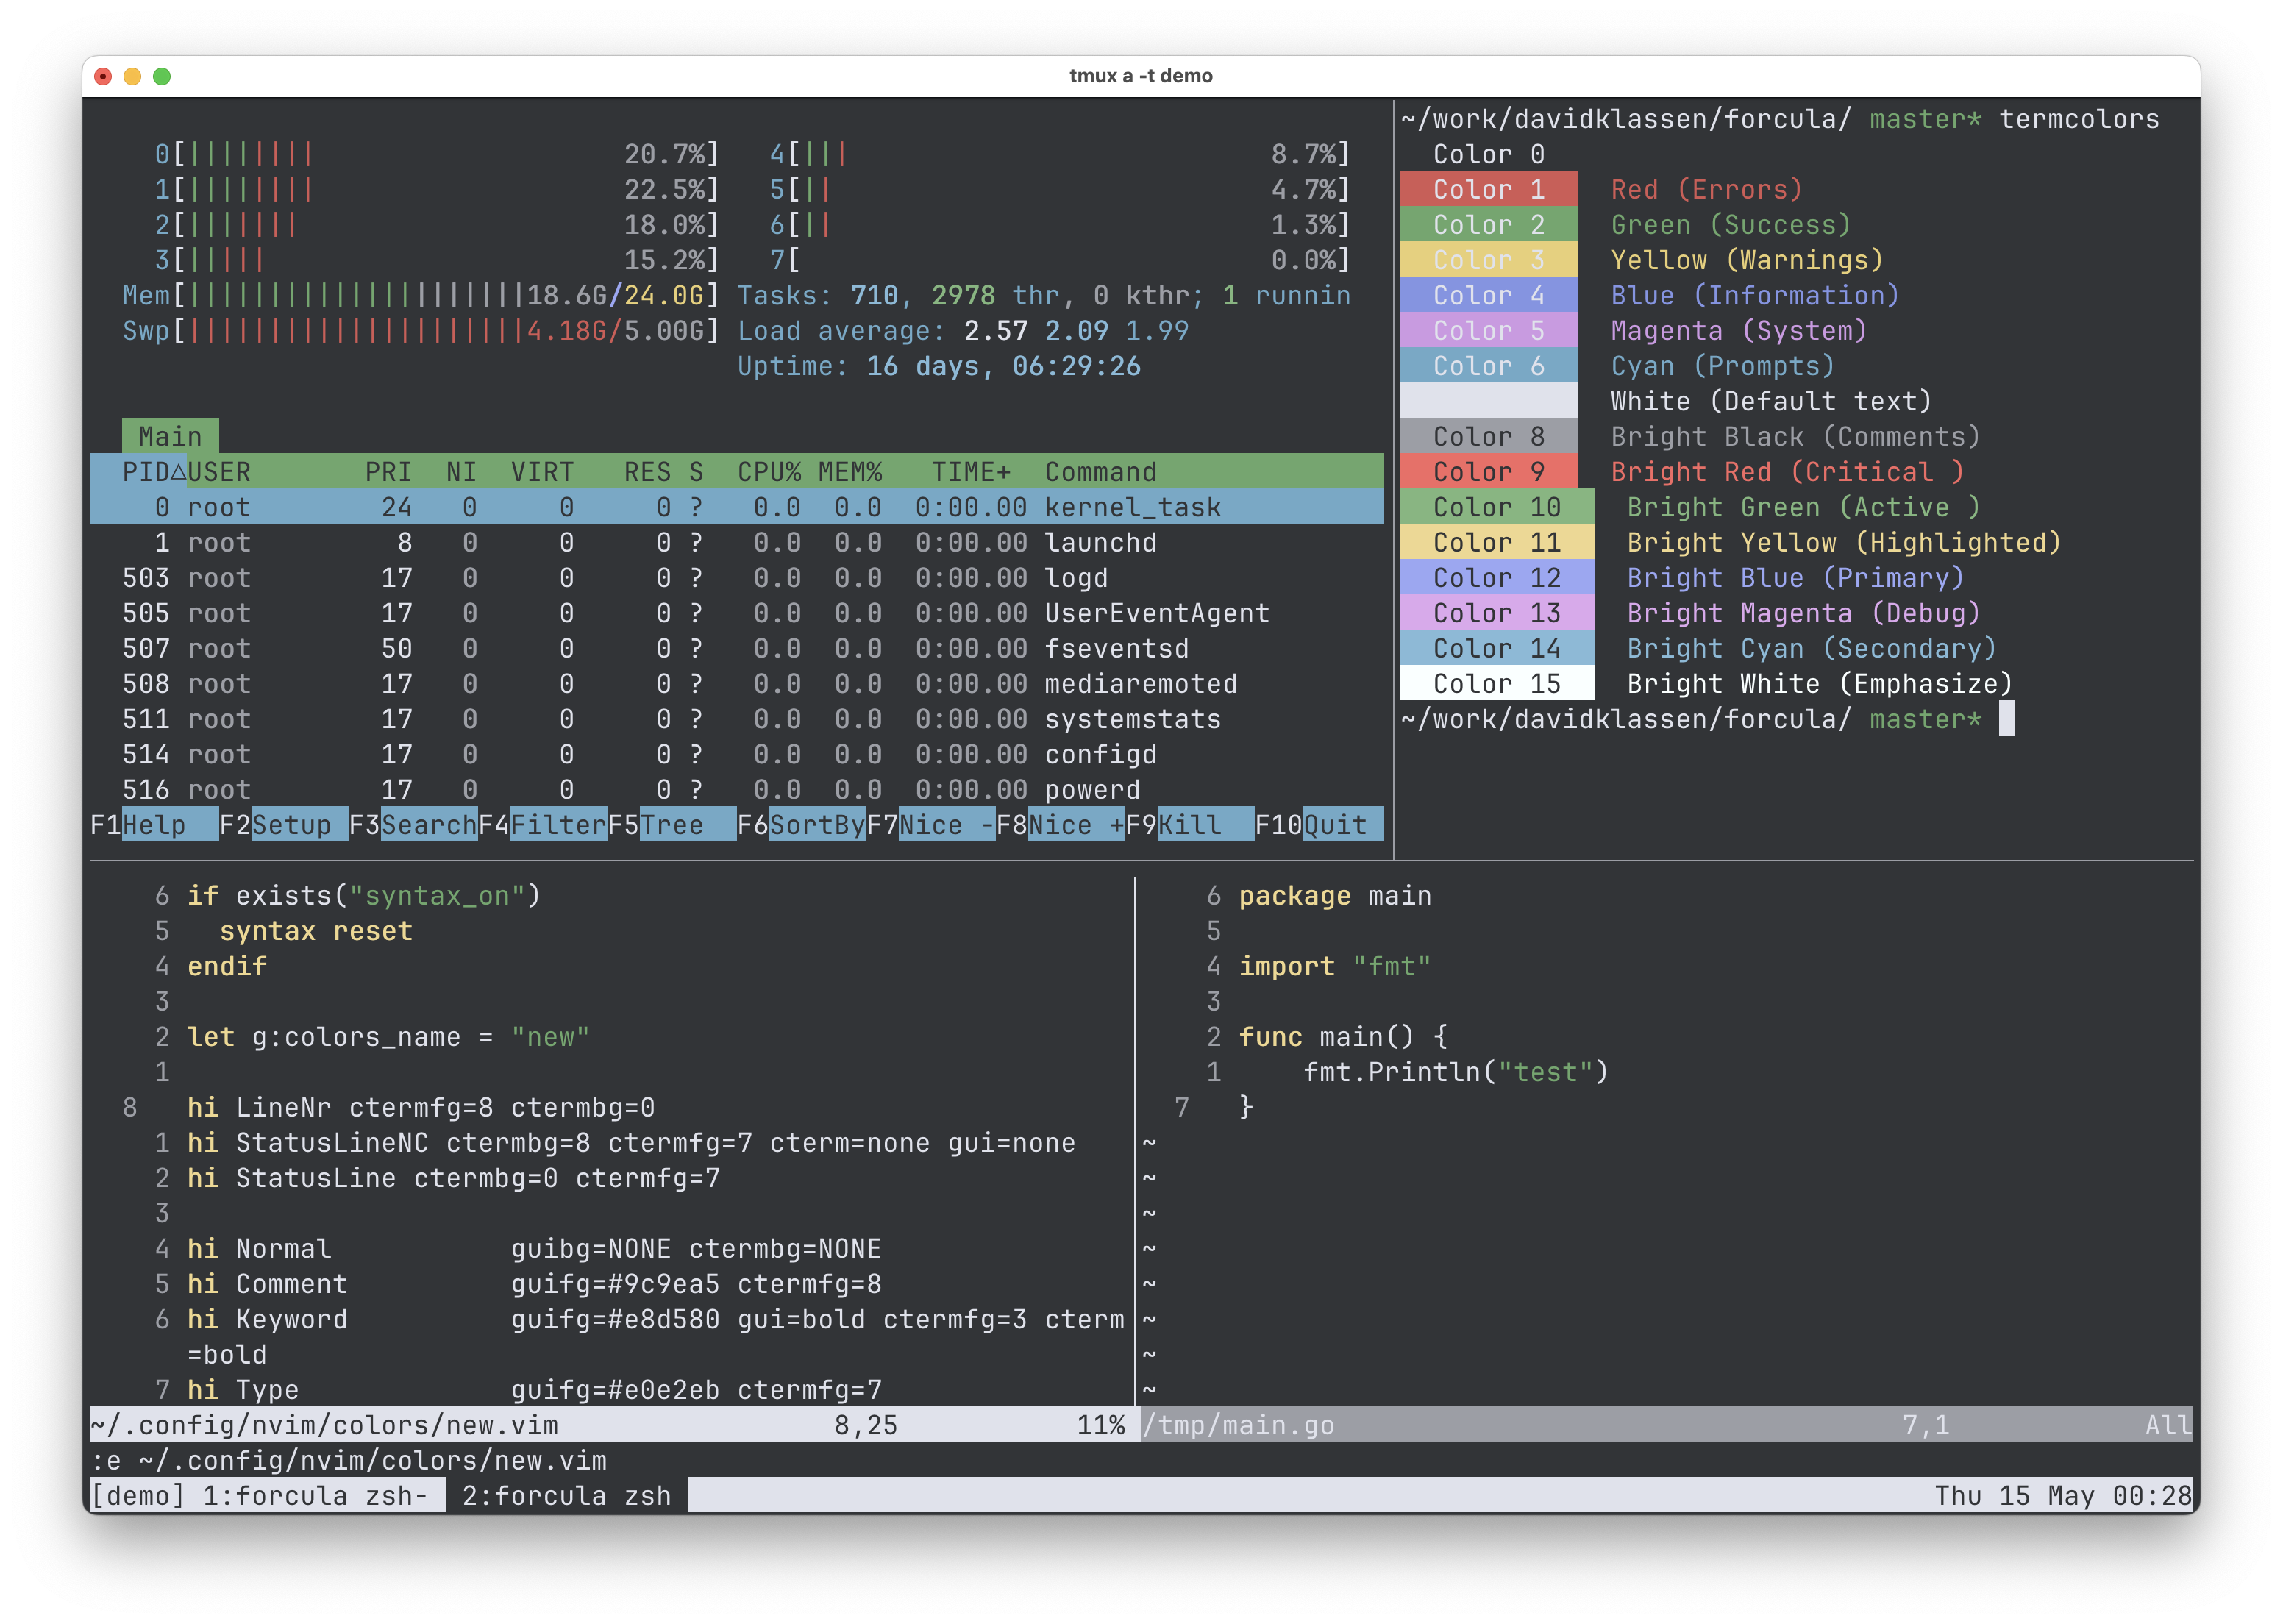 tmux a -t demo
0[|||||||| 20.7%] 4[||| 8.7%]
1[|||||||| 22.5%] 5[|| 4.7%]
2[||||||| 18.0%] 6[|| 1.3%]
3[||||| 15.2%] 7[ 0.0%]
Mem[|||||||||||||||||||||18.6G/24.0G] Tasks: 710, 2978 thr, 0 kthr; 1 runnin
Swp[|||||||||||||||||||||4.18G/5.00G] Load average: 2.57 2.09 1.99
Uptime: 16 days, 06:29:26
Main
PID△USER PRI NI VIRT RES S CPU% MEM% TIME+ Command
0 root 24 0 0 0 ? 0.0 0.0 0:00.00 kernel_task
1 root 8 0 0 0 ? 0.0 0.0 0:00.00 launchd
503 root 17 0 0 0 ? 0.0 0.0 0:00.00 logd
505 root 17 0 0 0 ? 0.0 0.0 0:00.00 UserEventAgent
507 root 50 0 0 0 ? 0.0 0.0 0:00.00 fseventsd
508 root 17 0 0 0 ? 0.0 0.0 0:00.00 mediaremoted
511 root 17 0 0 0 ? 0.0 0.0 0:00.00 systemstats
514 root 17 0 0 0 ? 0.0 0.0 0:00.00 configd
516 root 17 0 0 0 ? 0.0 0.0 0:00.00 powerd
F1Help F2Setup F3SearchF4FilterF5Tree F6SortByF7Nice -F8Nice +F9Kill F10Quit
~/work/davidklassen/forcula/ master* termcolors
Color 0
Color 1 Red (Errors)
Color 2 Green (Success)
Color 3 Yellow (Warnings)
Color 4 Blue (Information)
Color 5 Magenta (System)
Color 6 Cyan (Prompts)
White (Default text)
Color 8 Bright Black (Comments)
Color 9 Bright Red (Critical )
Color 10 Bright Green (Active )
Color 11 Bright Yellow (Highlighted)
Color 12 Bright Blue (Primary)
Color 13 Bright Magenta (Debug)
Color 14 Bright Cyan (Secondary)
Color 15 Bright White (Emphasize)
~/work/davidklassen/forcula/ master*
6 if exists("syntax_on")
5 syntax reset
4 endif
3
2 let g:colors_name = "new"
1
8 hi LineNr ctermfg=8 ctermbg=0
1 hi StatusLineNC ctermbg=8 ctermfg=7 cterm=none gui=none
2 hi StatusLine ctermbg=0 ctermfg=7
3
4 hi Normal guibg=NONE ctermbg=NONE
5 hi Comment guifg=#9c9ea5 ctermfg=8
6 hi Keyword guifg=#e8d580 gui=bold ctermfg=3 cterm
=bold
7 hi Type guifg=#e0e2eb ctermfg=7
~/.config/nvim/colors/new.vim 8,25 11%
6 package main
5
4 import "fmt"
3
2 func main() {
1 fmt.Println("test")
7 }
~
~
~
~
~
~
~
~
/tmp/main.go 7,1 All
:e ~/.config/nvim/colors/new.vim
[demo] 1:forcula zsh- 2:forcula zsh Thu 15 May 00:28